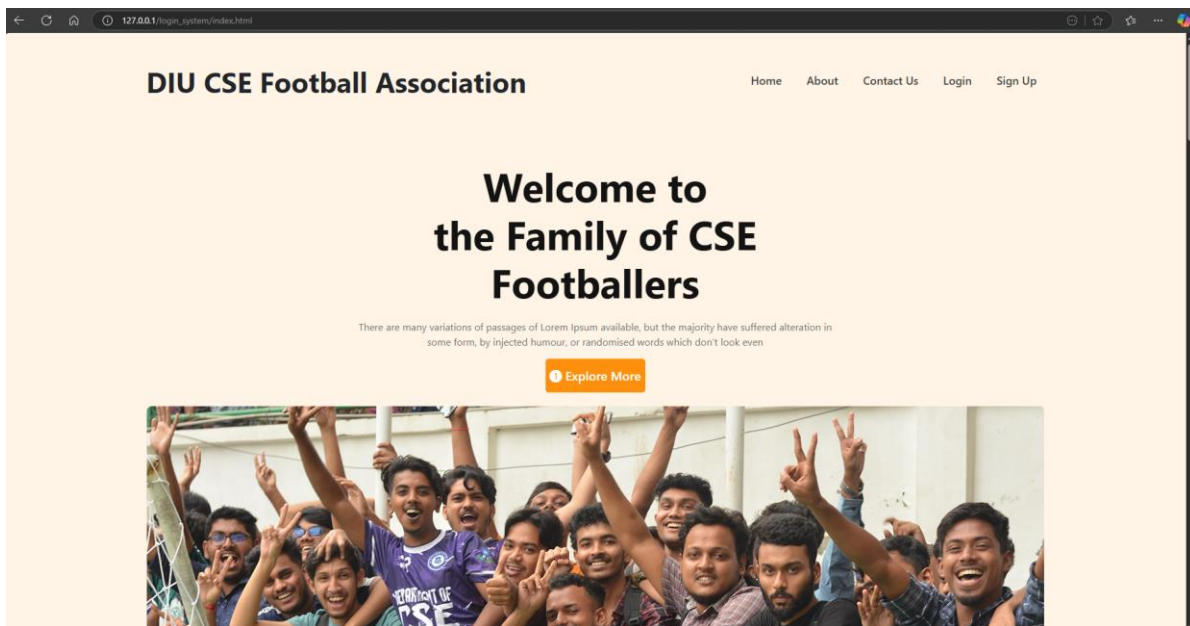 127.0.0.1/login_system/index.html
DIU CSE Football Association
Home About Contact Us Login Sign Up
Welcome to
the Family of CSE
Footballers
There are many variations of passages of Lorem Ipsum available, but the majority have suffered alteration in
some form, by injected humour, or randomised words which don't look even
Explore More
DEPARTMENT OF
CSE